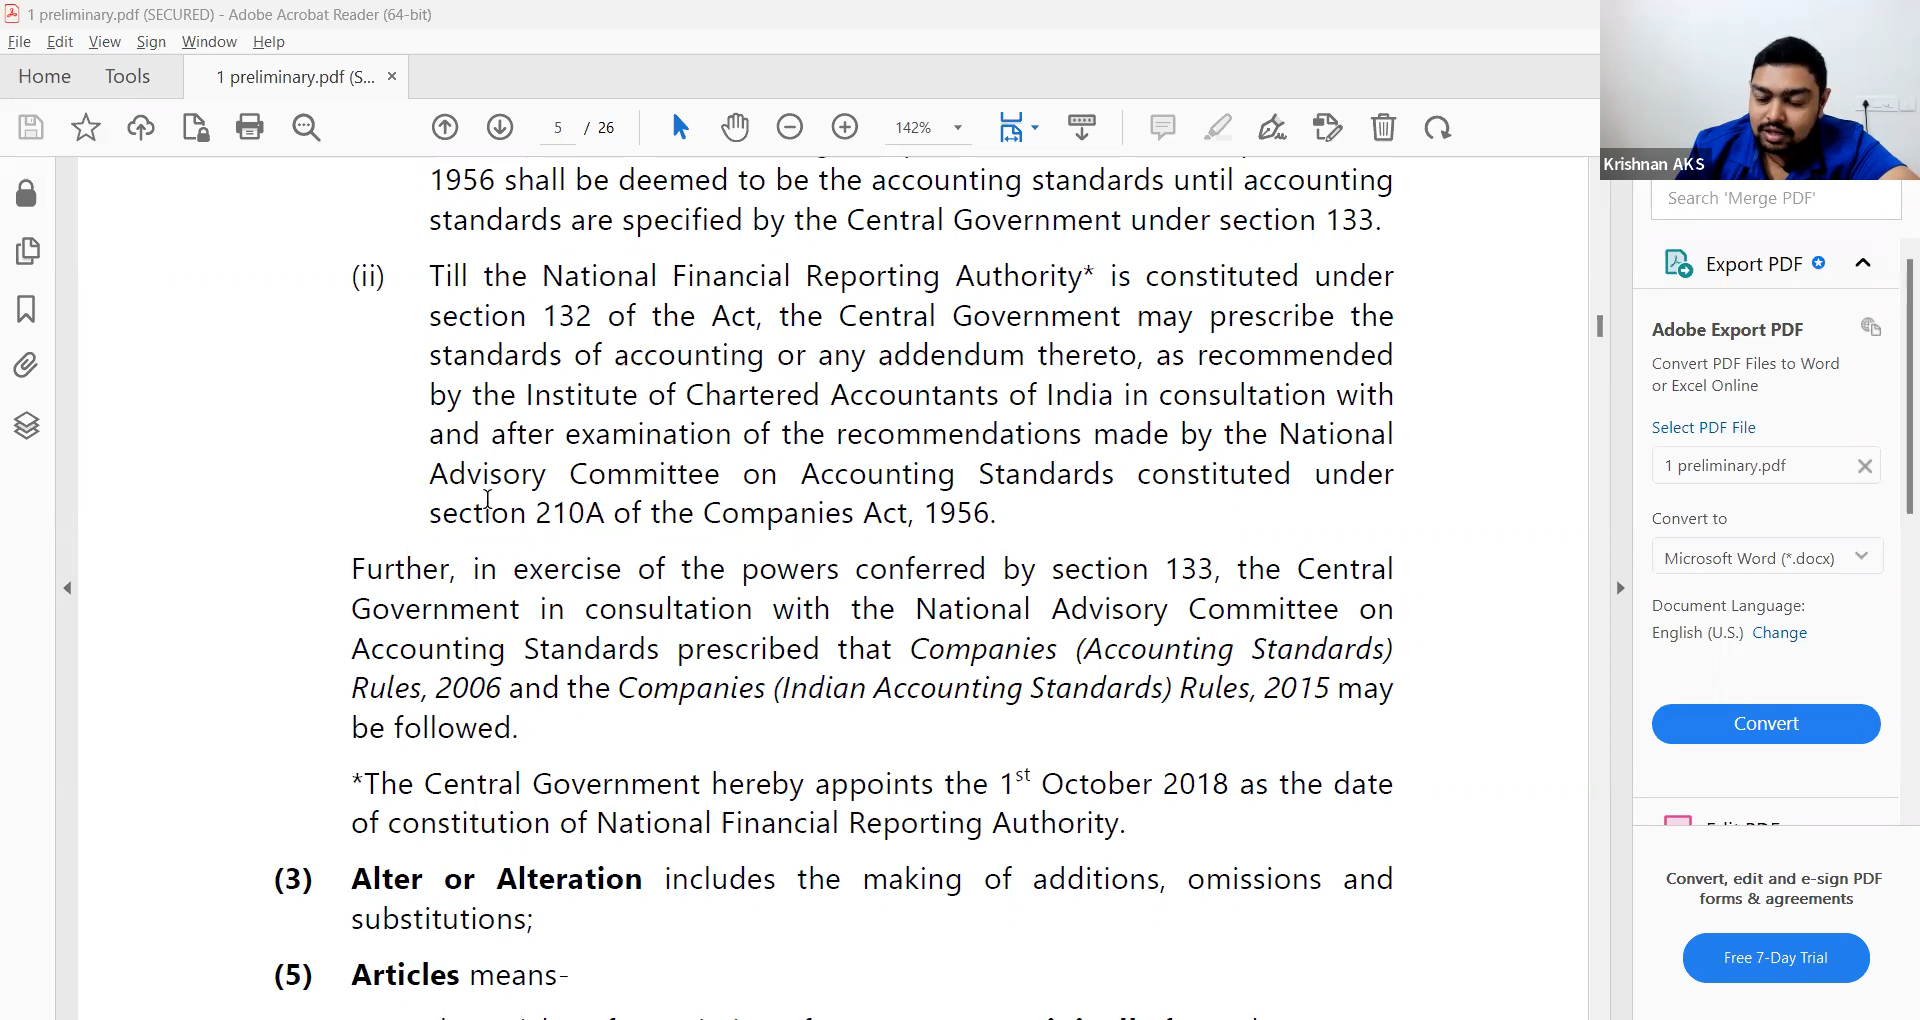 1 preliminary.pdf (SECURED) - Adobe Acrobat Reader (64-bit)
File Edit View Sign Window Help
Home Tools 1 preliminary.pdf (S... ×
5 / 26 142%
Krishnan AKS
1956 shall be deemed to be the accounting standards until accounting
standards are specified by the Central Government under section 133.
(ii) Till the National Financial Reporting Authority* is constituted under
section 132 of the Act, the Central Government may prescribe the
standards of accounting or any addendum thereto, as recommended
by the Institute of Chartered Accountants of India in consultation with
and after examination of the recommendations made by the National
Advisory Committee on Accounting Standards constituted under
section 210A of the Companies Act, 1956.
Further, in exercise of the powers conferred by section 133, the Central
Government in consultation with the National Advisory Committee on
Accounting Standards prescribed that Companies (Accounting Standards)
Rules, 2006 and the Companies (Indian Accounting Standards) Rules, 2015 may
be followed.
*The Central Government hereby appoints the 1st October 2018 as the date
of constitution of National Financial Reporting Authority.
(3) Alter or Alteration includes the making of additions, omissions and
substitutions;
(5) Articles means-
Search 'Merge PDF'
Export PDF
Adobe Export PDF
Convert PDF Files to Word
or Excel Online
Select PDF File
1 preliminary.pdf
Convert to
Microsoft Word (*.docx)
Document Language:
English (U.S.) Change
Convert
Edit PDF
Convert, edit and e-sign PDF
forms & agreements
Free 7-Day Trial